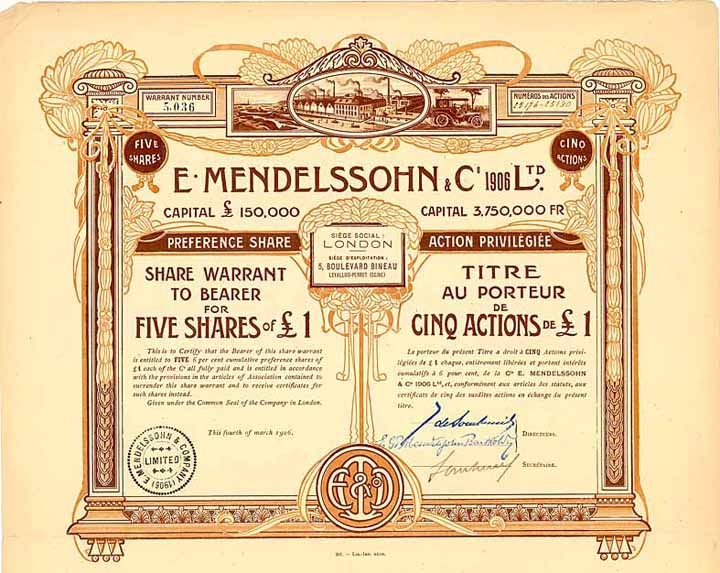 WARRANT NUMBER
5,036
NUMÉROS DES ACTIONS
25176-25180
FIVE
SHARES
CINQ
ACTIONS
E. MENDELSSOHN & Cᴵ 1906 LTD.
CAPITAL £ 150,000
CAPITAL 3,750,000 FR
PREFERENCE SHARE
SIÈGE SOCIAL:
LONDON
SIÈGE D'EXPLOITATION:
5, BOULEVARD BINEAU
LEVALLOIS-PERRET (SEINE)
ACTION PRIVILÉGIÉE
SHARE WARRANT
TO BEARER
FOR
FIVE SHARES of £ 1
This is to Certify that the Bearer of this share warrant
is entitled to FIVE 6 per cent cumulative preference shares of
£1 each of the Cº all fully paid and is entitled in accordance
with the provisions in the articles of Association contained to
surrender this share warrant and to receive certificates for
such shares instead.
Given under the Common Seal of the Company in London.
This fourth of march 1906.
E. MENDELSSOHN & COMPANY (1906)
LIMITED
TITRE
AU PORTEUR
DE
CINQ ACTIONS DE £ 1
Le porteur du présent Titre a droit à CINQ Actions privi-
légiées de £1 chaque, entièrement libérées et portant intérêts
cumulatifs à 6 pour cent, de la Cie E. MENDELSSOHN
& Cº 1906 Ltd, et, conformément aux articles des statuts, aux
certificats de cinq des susdites actions en échange du présent
titre.
DIRECTEURS.
Mendelssohn Bartholdy
SECRÉTAIRE.